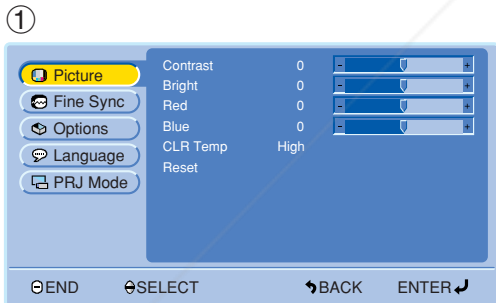 ①
Picture
Fine Sync
Options
Language
PRJ Mode
Contrast 0 - +
Bright 0 - +
Red 0 - +
Blue 0 - +
CLR Temp High
Reset
END SELECT BACK ENTER